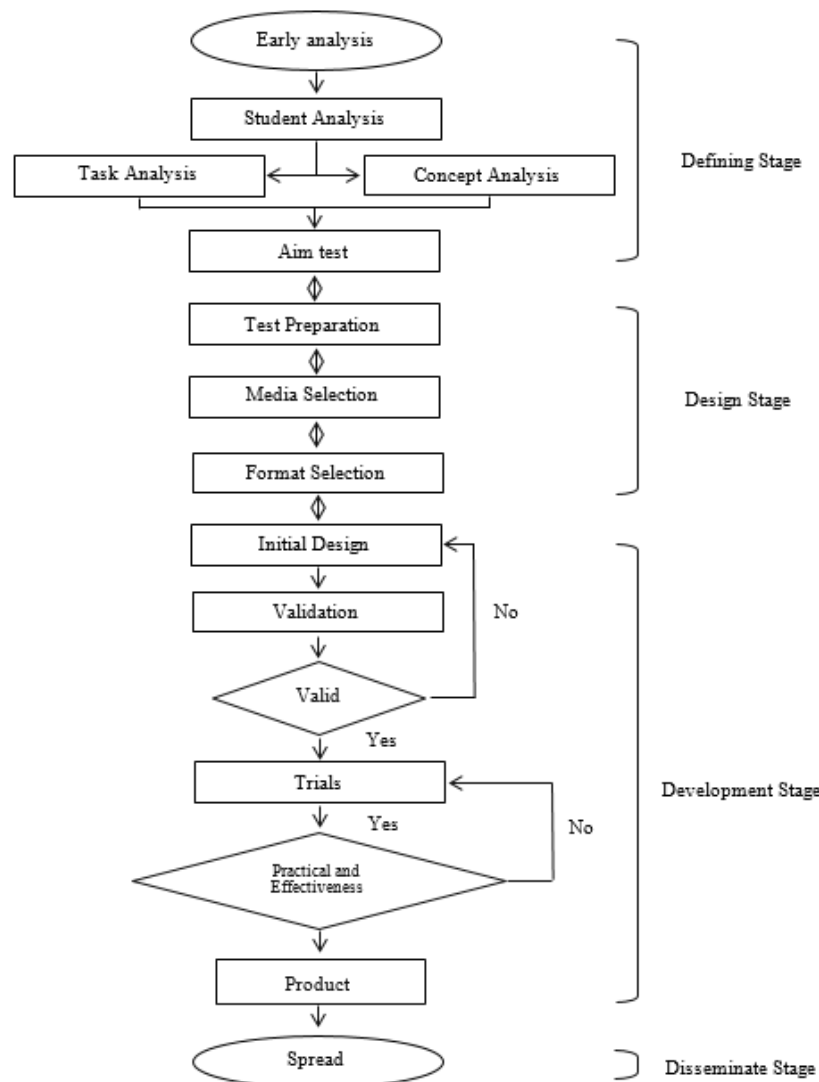 Early analysis
Student Analysis
Task Analysis
Concept Analysis
Defining Stage
Aim test
Test Preparation
Media Selection
Design Stage
Format Selection
Initial Design
Validation
No
Valid
Yes
Trials
Development Stage
Yes
No
Practical and
Effectiveness
Product
Spread
Disseminate Stage